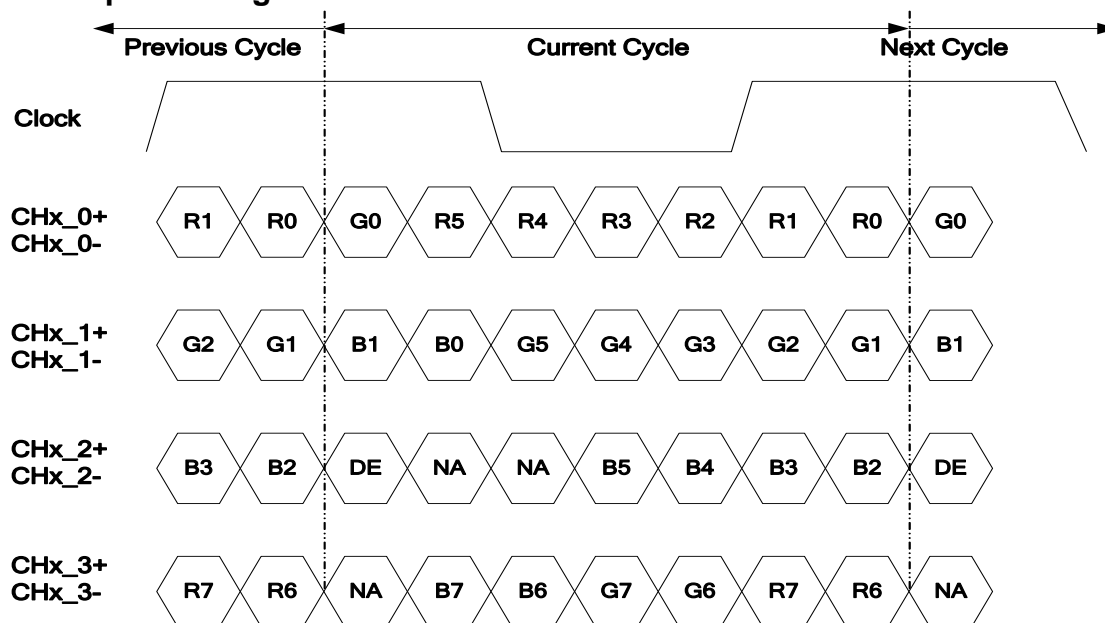 Previous Cycle Current Cycle Next Cycle
Clock
CHx_0+
CHx_0-
R1 R0 G0 R5 R4 R3 R2 R1 R0 G0
CHx_1+
CHx_1-
G2 G1 B1 B0 G5 G4 G3 G2 G1 B1
CHx_2+
CHx_2-
B3 B2 DE NA NA B5 B4 B3 B2 DE
CHx_3+
CHx_3-
R7 R6 NA B7 B6 G7 G6 R7 R6 NA